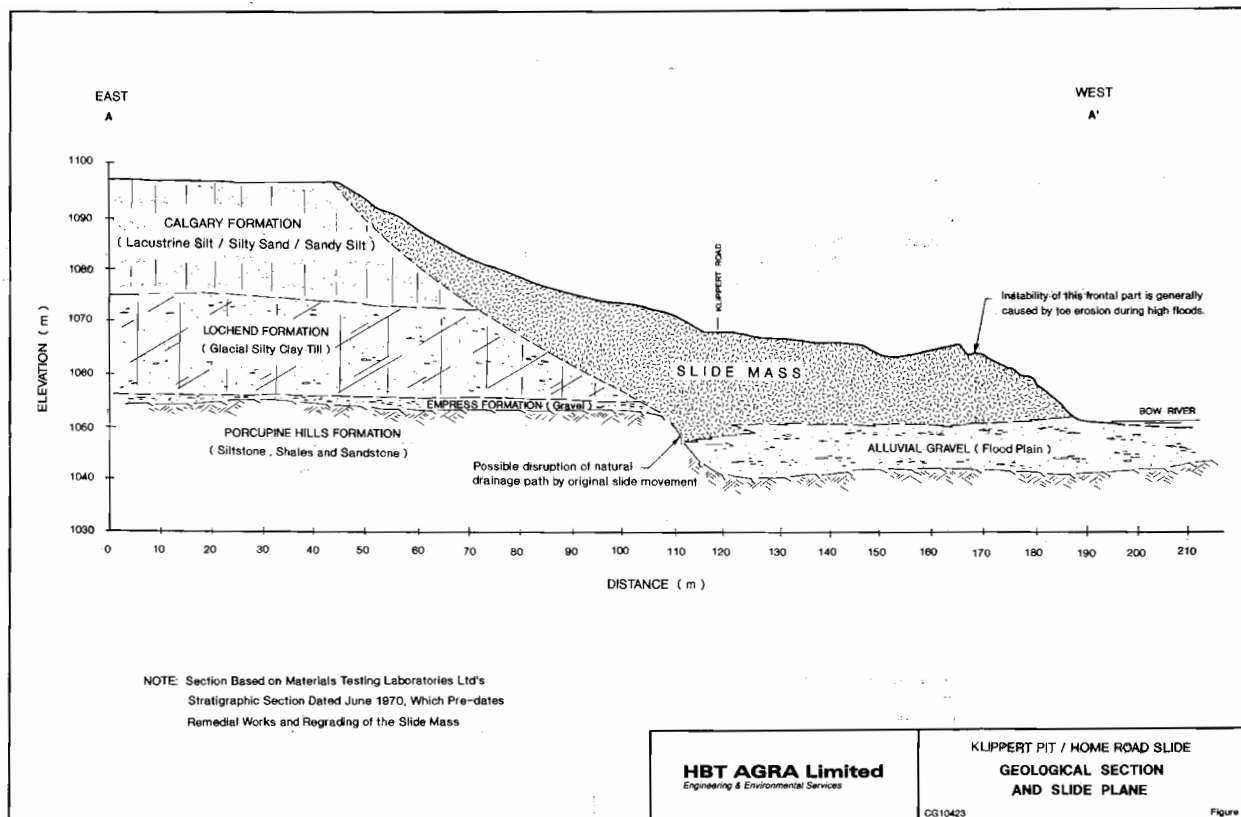 EAST
A
WEST
A'
1100
1090
1080
1070
1060
1050
1040
1030
ELEVATION ( m )
CALGARY FORMATION
( Lacustrine Silt / Silty Sand / Sandy Silt )
LOCHEND FORMATION
( Glacial Silty Clay Till )
EMPRESS FORMATION ( Gravel )
PORCUPINE HILLS FORMATION
( Siltstone , Shales and Sandstone )
KLIPPERT ROAD
SLIDE MASS
Instability of this frontal part is generally
caused by toe erosion during high floods.
BOW RIVER
ALLUVIAL GRAVEL ( Flood Plain )
Possible disruption of natural
drainage path by original slide movement
0 10 20 30 40 50 60 70 80 90 100 110 120 130 140 150 160 170 180 190 200 210
DISTANCE ( m )
NOTE: Section Based on Materials Testing Laboratories Ltd's
Stratigraphic Section Dated June 1970, Which Pre-dates
Remedial Works and Regrading of the Slide Mass
HBT AGRA Limited
Engineering & Environmental Services
KLIPPERT PIT / HOME ROAD SLIDE
GEOLOGICAL SECTION
AND SLIDE PLANE
CG10423
Figure